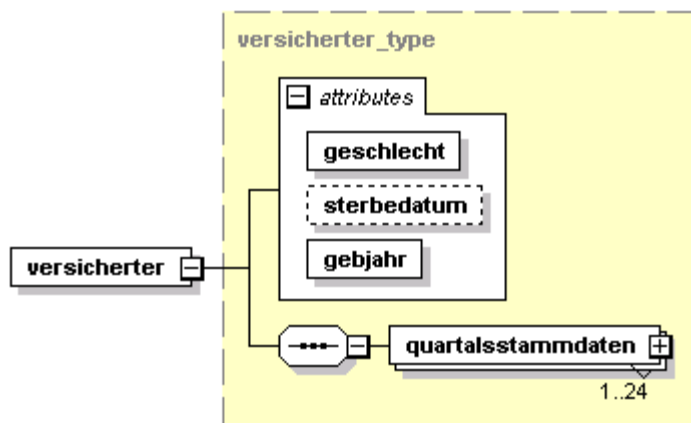 versicherter_type
attributes
geschlecht
sterbedatum
gebjahr
versicherter
quartalsstammdaten
1..24